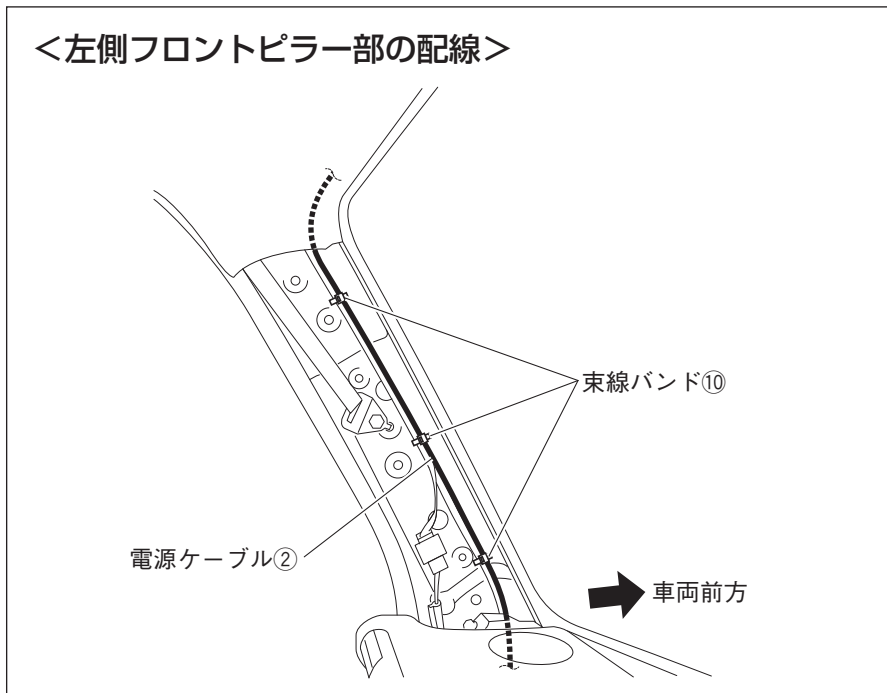 ＜左側フロントピラー部の配線＞
束線バンド⑩
電源ケーブル②
車両前方